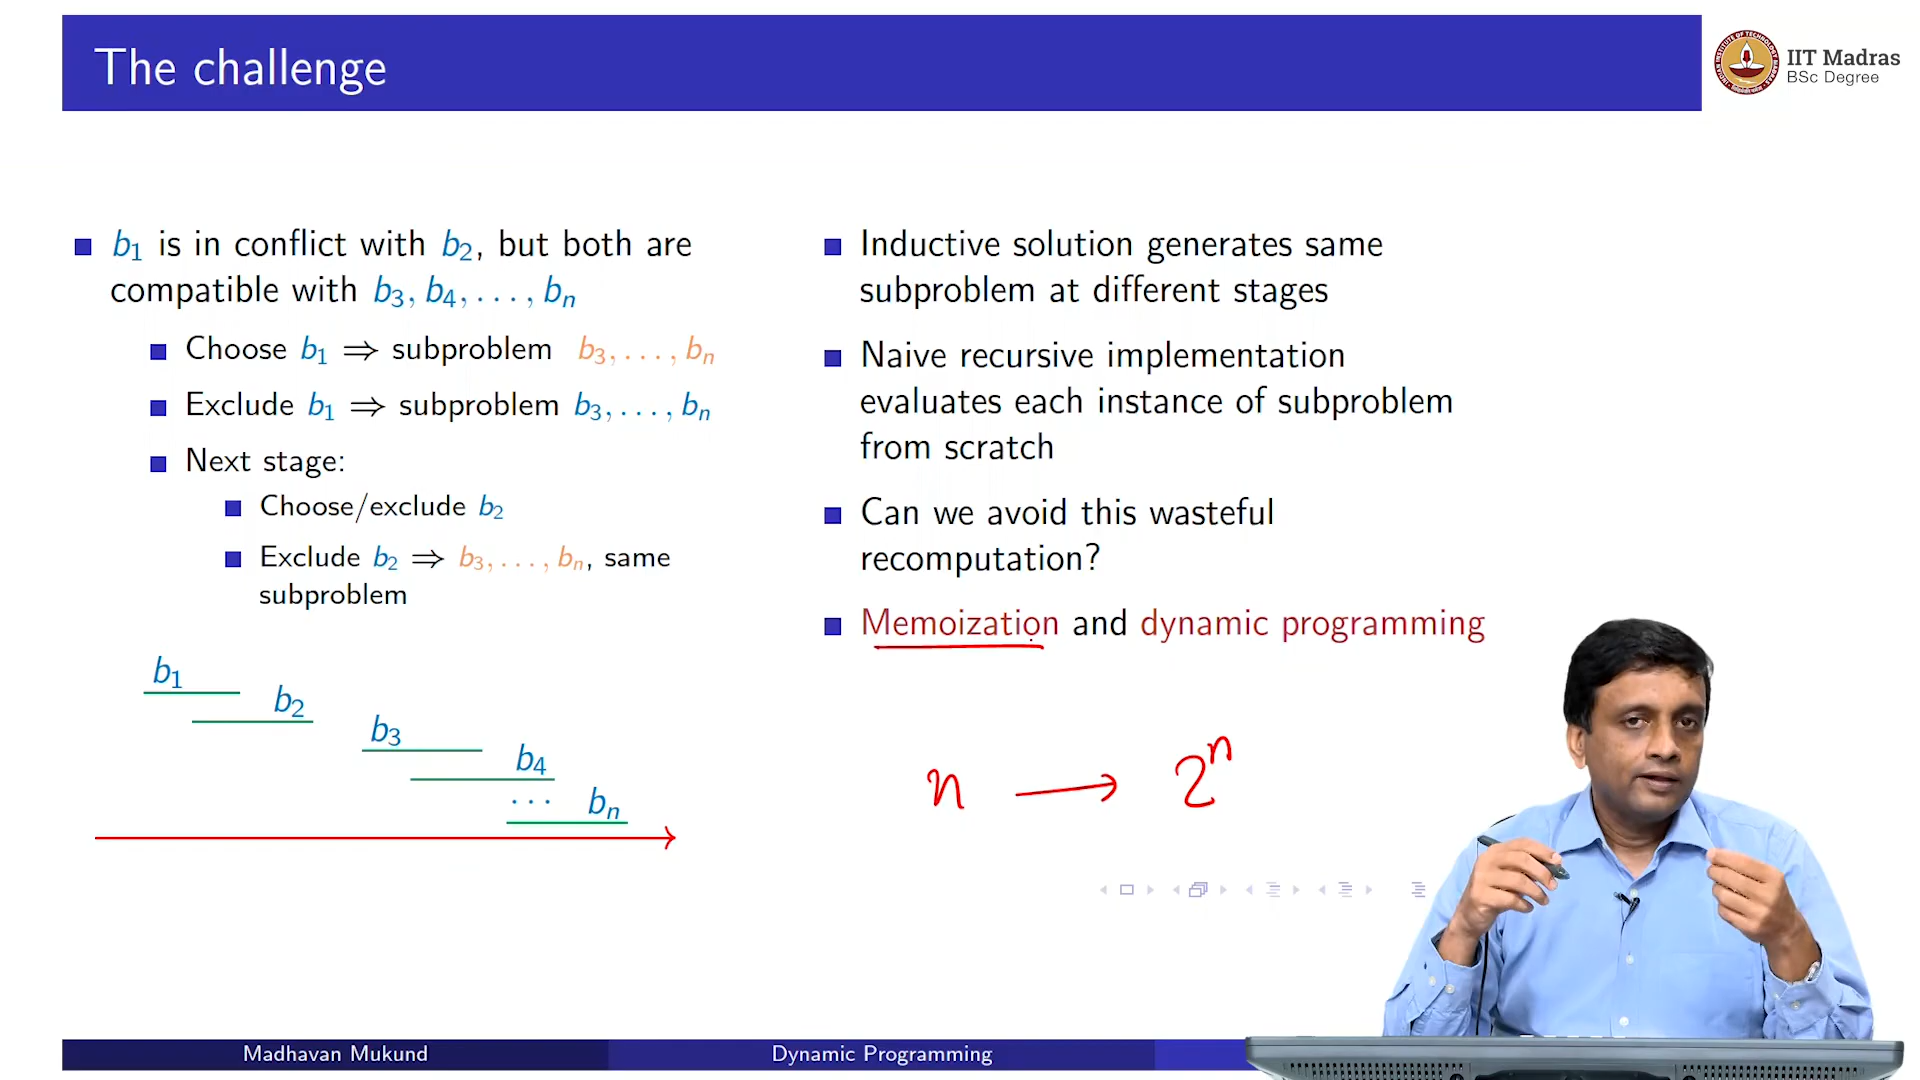 The challenge
IIT Madras
BSc Degree
b₁ is in conflict with b₂, but both are
compatible with b₃, b₄, . . . , bₙ
Choose b₁ ⇒ subproblem b₃, . . . , bₙ
Exclude b₁ ⇒ subproblem b₃, . . . , bₙ
Next stage:
Choose/exclude b₂
Exclude b₂ ⇒ b₃, . . . , bₙ, same
subproblem
b₁
b₂
b₃
b₄
· · · bₙ
Inductive solution generates same
subproblem at different stages
Naive recursive implementation
evaluates each instance of subproblem
from scratch
Can we avoid this wasteful
recomputation?
Memoization and dynamic programming
n → 2ⁿ
Madhavan Mukund
Dynamic Programming